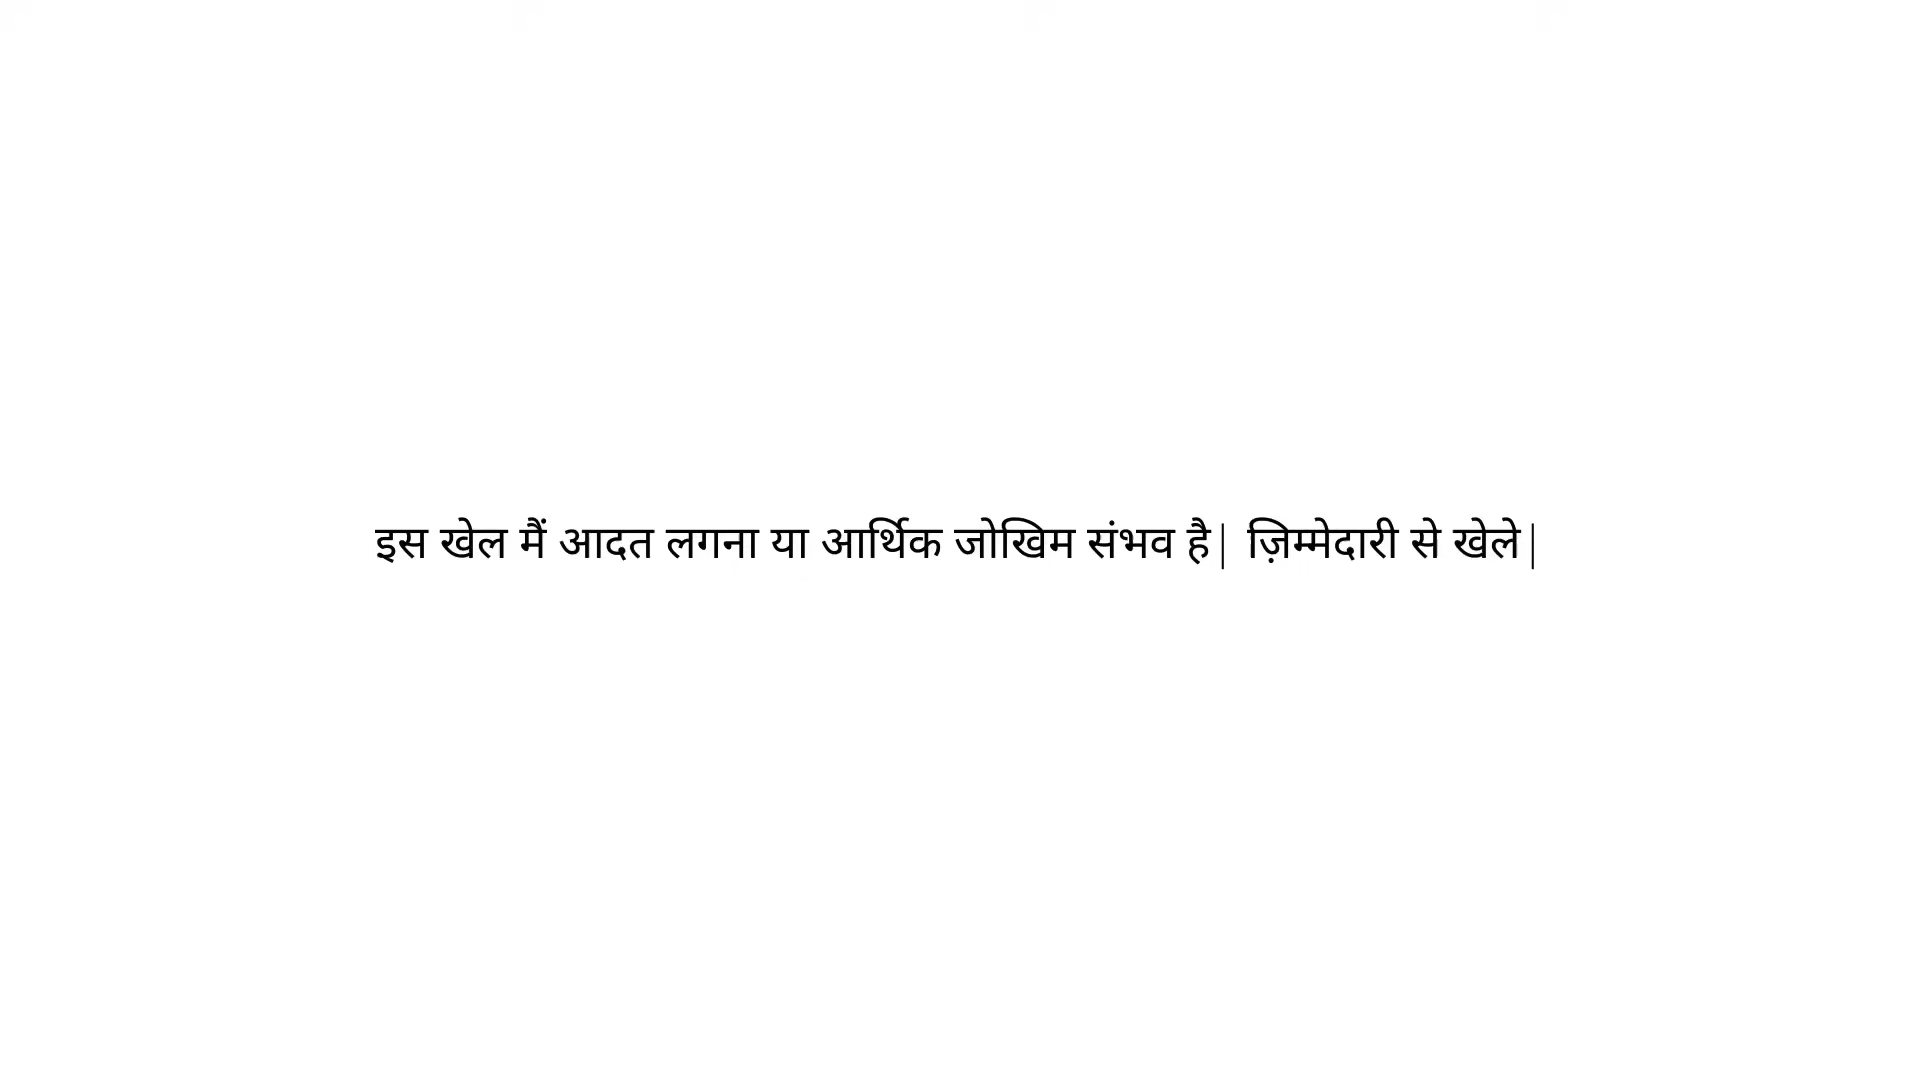 इस खेल मैं आदत लगना या आर्थिक जोखिम संभव है| ज़िम्मेदारी से खेले|